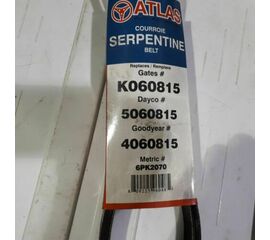 ATLAS
COURROIE
SERPENTINE
BELT
Replaces / Remplace
Gates #
K060815
Dayco #
5060815
Goodyear #
4060815
Metric #
6PK2070